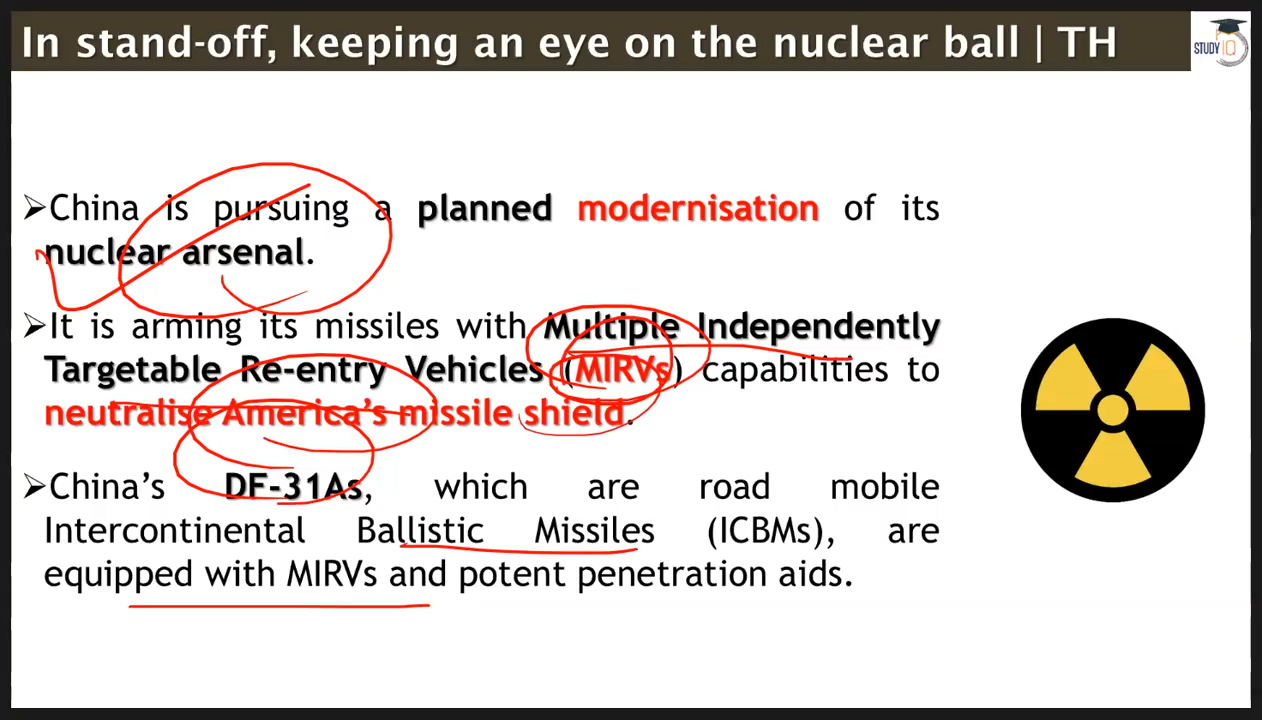 In stand-off, keeping an eye on the nuclear ball | TH
STUDY IQ
➢China is pursuing a planned modernisation of its
nuclear arsenal.
➢It is arming its missiles with Multiple Independently
Targetable Re-entry Vehicles (MIRVs) capabilities to
neutralise America’s missile shield.
➢China’s DF-31As, which are road mobile
Intercontinental Ballistic Missiles (ICBMs), are
equipped with MIRVs and potent penetration aids.